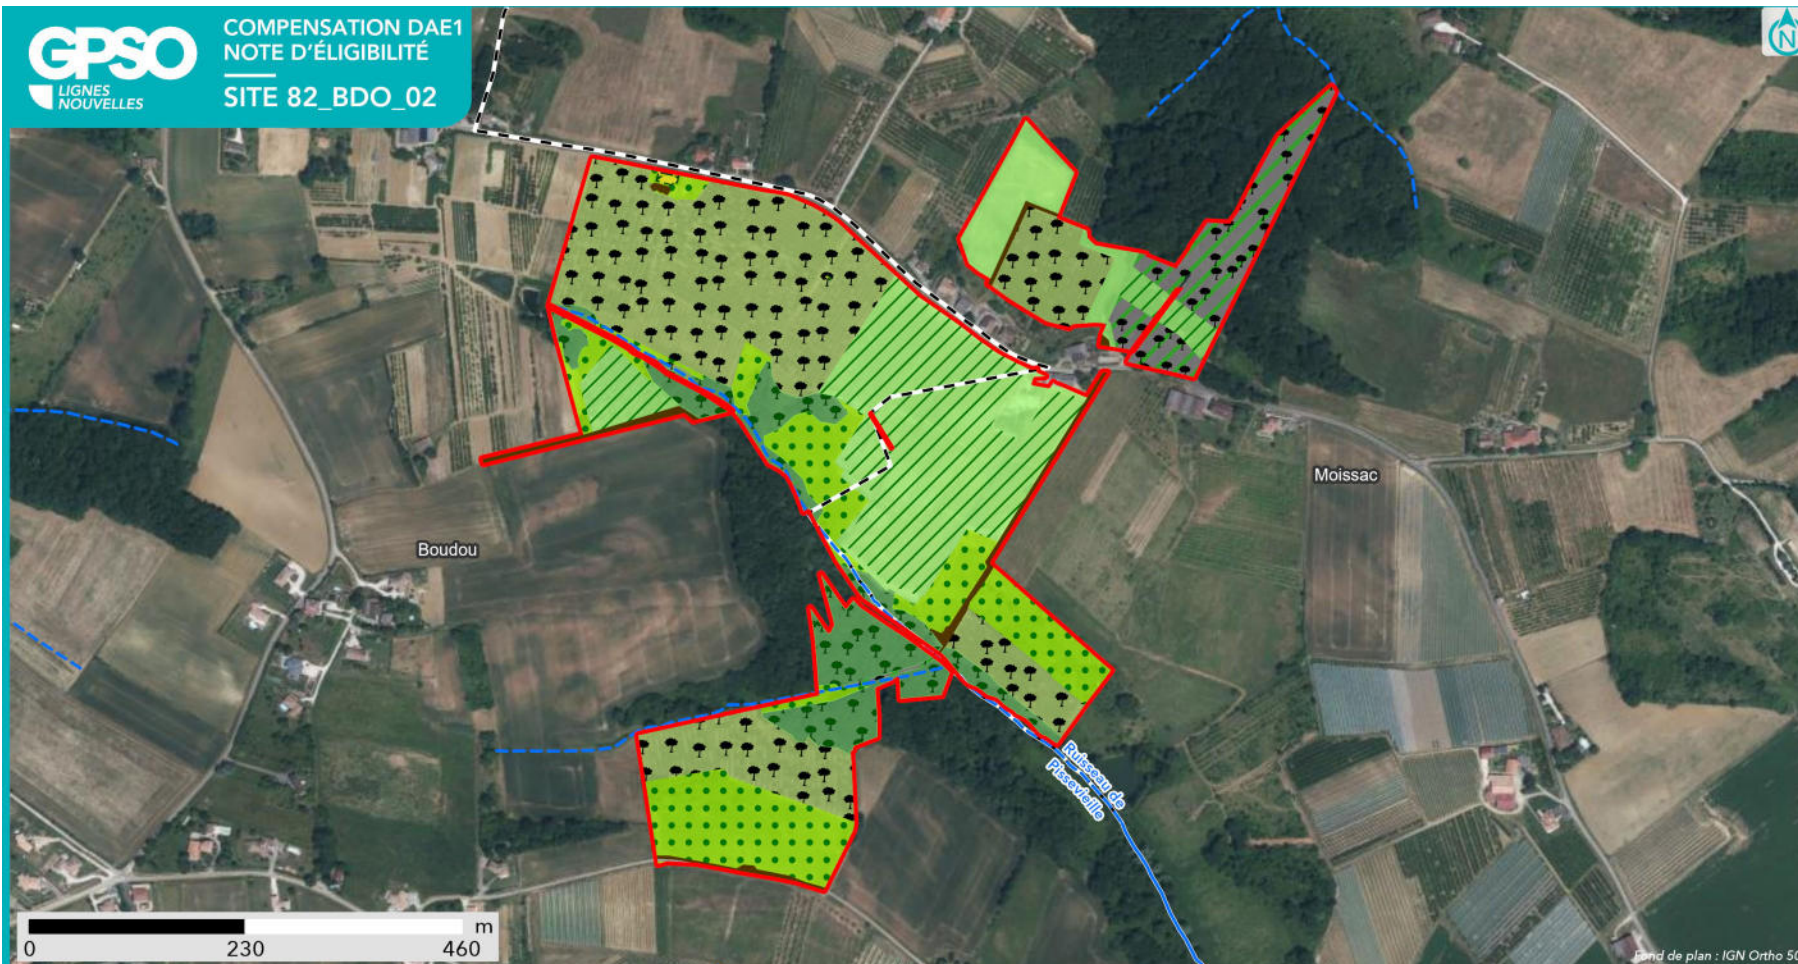 GPSO
LIGNES
NOUVELLES
COMPENSATION DAE1
NOTE D'ÉLIGIBILITÉ
SITE 82_BDO_02
N
Moissac
Boudou
Ruisseau de
Pissevieille
m
0 230 460
Fond de plan : IGN Ortho 50